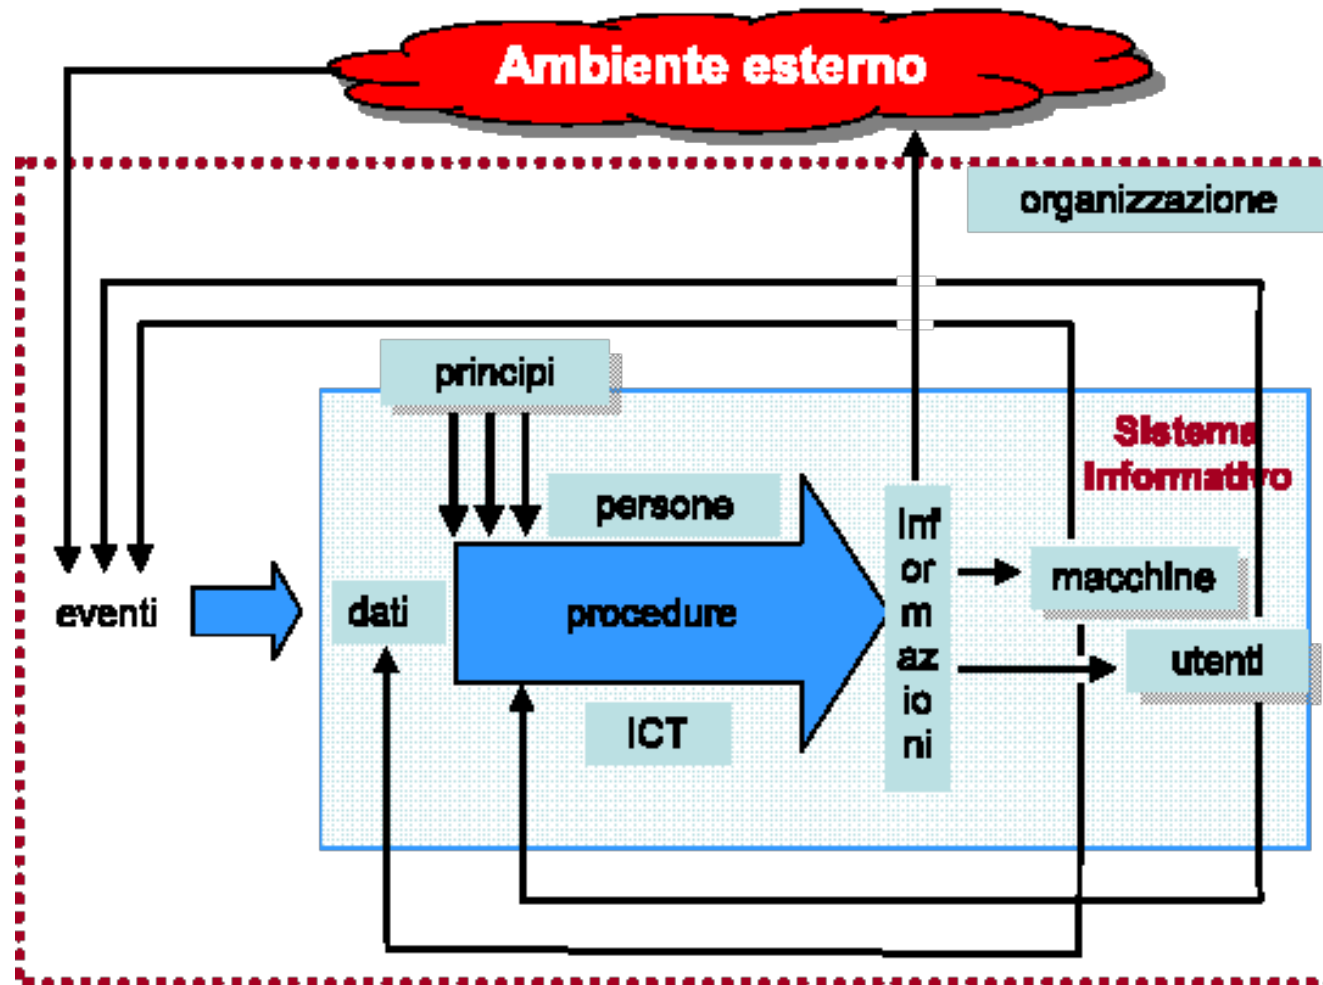 Ambiente esterno
organizzazione
principi
Sistema
Informativo
persone
eventi
dati
procedure
ICT
inf
or
m
az
io
ni
macchine
utenti